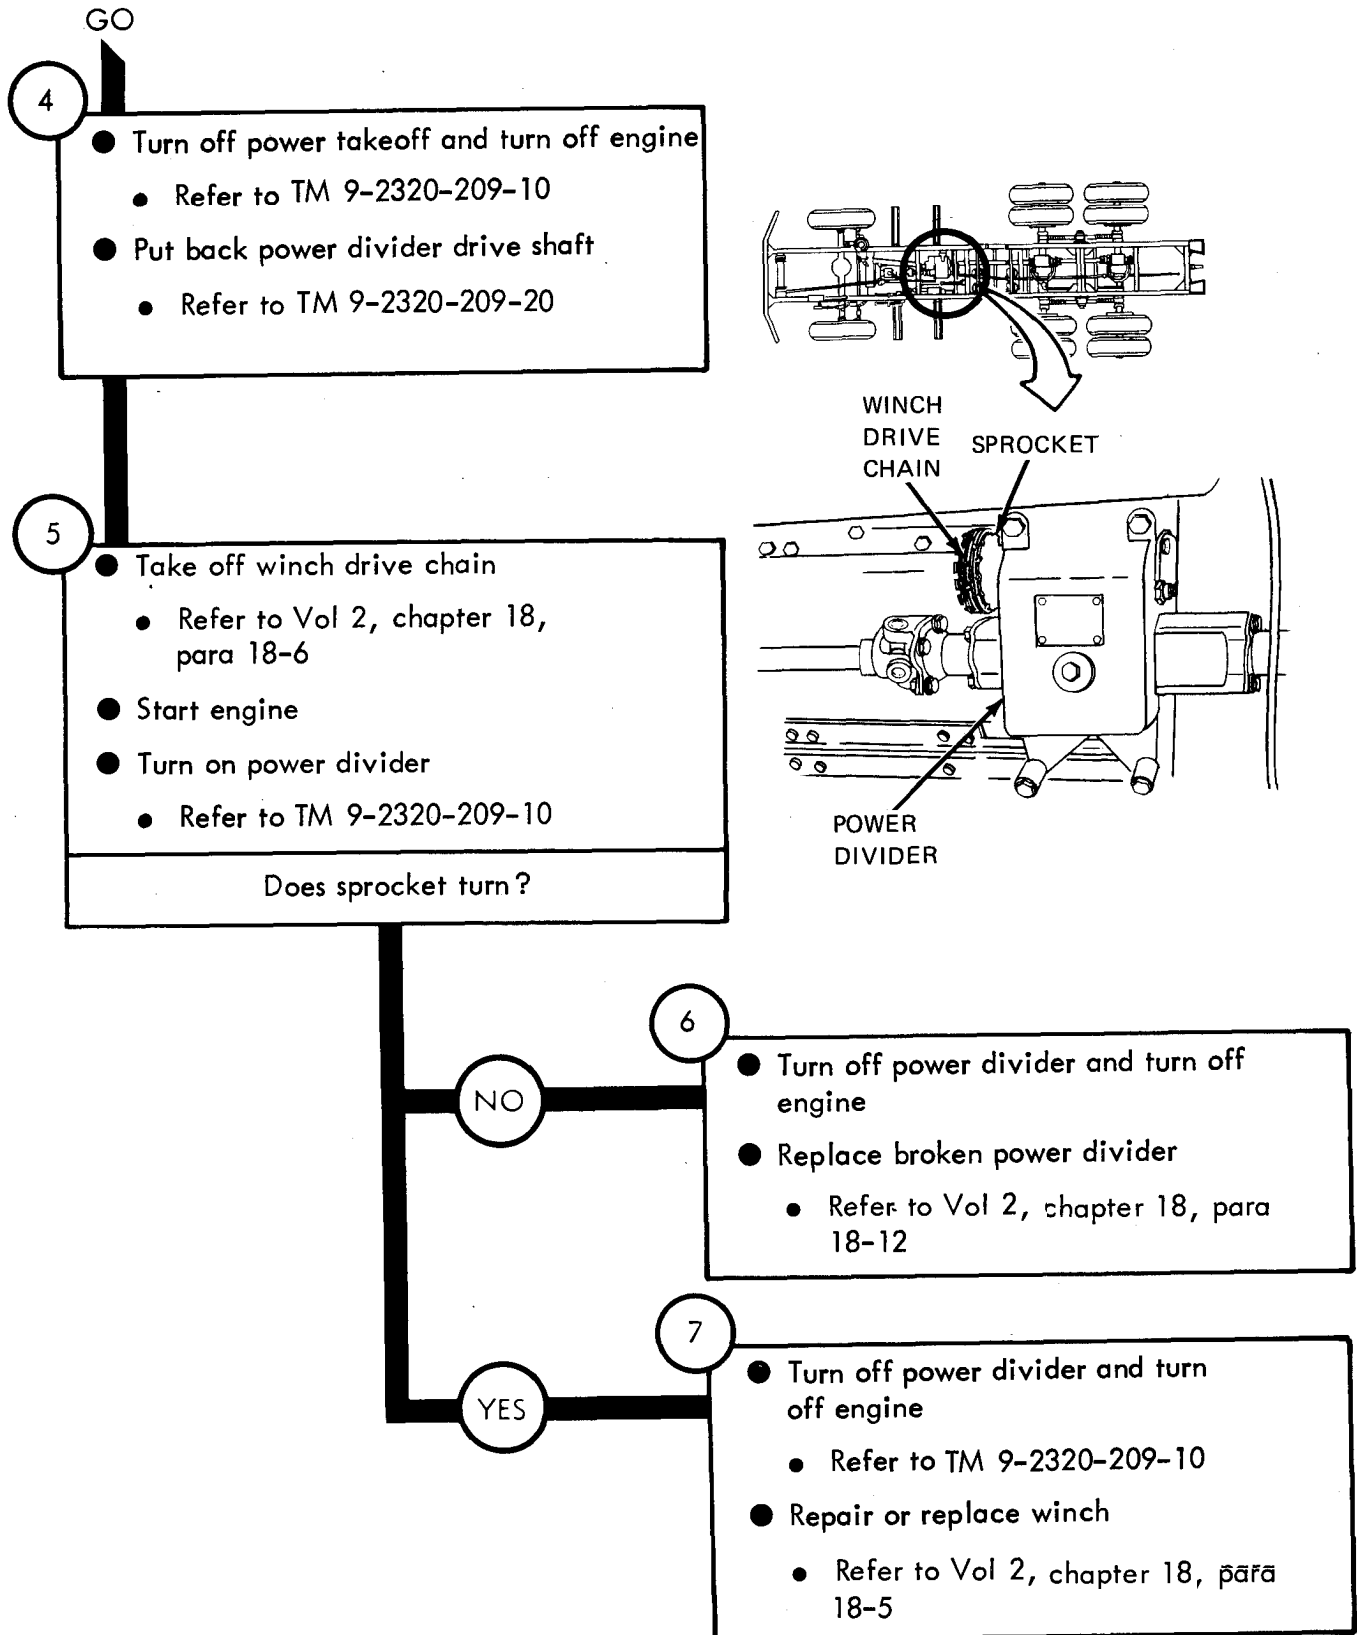 GO
4
● Turn off power takeoff and turn off engine
● Refer to TM 9-2320-209-10
● Put back power divider drive shaft
● Refer to TM 9-2320-209-20
WINCH
DRIVE
CHAIN
SPROCKET
POWER
DIVIDER
5
● Take off winch drive chain
● Refer to Vol 2, chapter 18,
para 18-6
● Start engine
● Turn on power divider
● Refer to TM 9-2320-209-10
Does sprocket turn?
NO
6
● Turn off power divider and turn off
engine
● Replace broken power divider
● Refer to Vol 2, chapter 18, para
18-12
YES
7
● Turn off power divider and turn
off engine
● Refer to TM 9-2320-209-10
● Repair or replace winch
● Refer to Vol 2, chapter 18, para
18-5